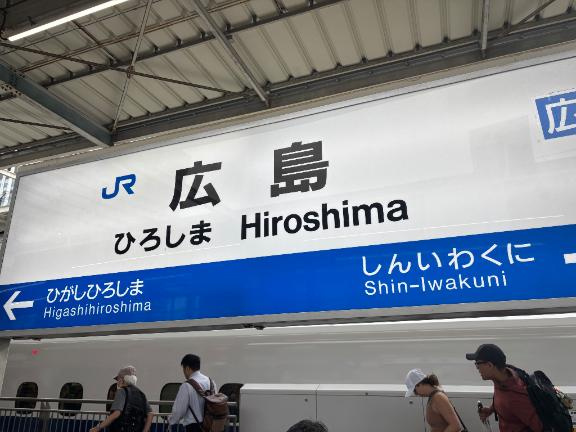 JR 広島
ひろしま Hiroshima
広
← ひがしひろしま
Higashihiroshima
しんいわくに
Shin-Iwakuni